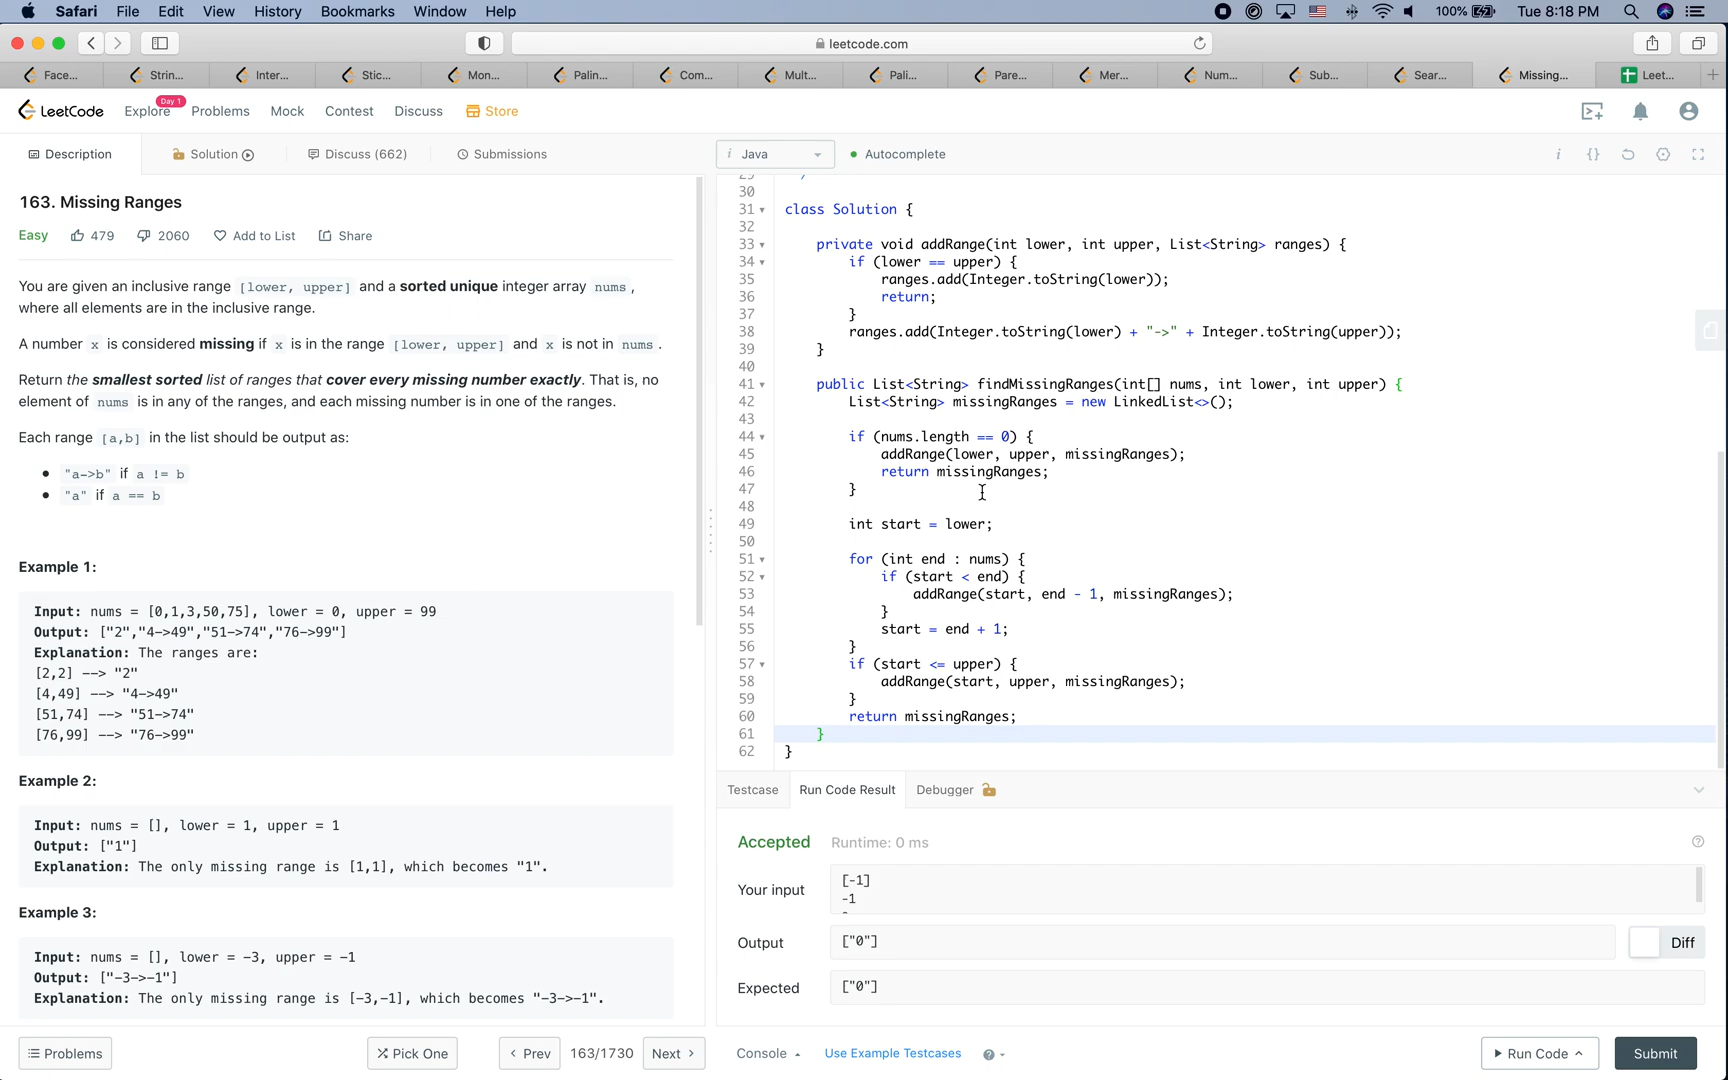 Safari File Edit View History Bookmarks Window Help
100% Tue 8:18 PM
leetcode.com
Face...
Strin...
Inter...
Stic...
Mon...
Palin...
Com...
Mult...
Pali...
Pare...
Mer...
Num...
Sub...
Sear...
Missing...
Leet...
LeetCode
Explore
Day 1
Problems
Mock
Contest
Discuss
Store
Description
Solution
Discuss (662)
Submissions
163. Missing Ranges
Easy 479 2060 Add to List Share
You are given an inclusive range [lower, upper] and a sorted unique integer array nums,
where all elements are in the inclusive range.
A number x is considered missing if x is in the range [lower, upper] and x is not in nums.
Return the smallest sorted list of ranges that cover every missing number exactly. That is, no
element of nums is in any of the ranges, and each missing number is in one of the ranges.
Each range [a,b] in the list should be output as:
• "a->b" if a != b
• "a" if a == b
Example 1:
Input: nums = [0,1,3,50,75], lower = 0, upper = 99
Output: ["2","4->49","51->74","76->99"]
Explanation: The ranges are:
[2,2] --> "2"
[4,49] --> "4->49"
[51,74] --> "51->74"
[76,99] --> "76->99"
Example 2:
Input: nums = [], lower = 1, upper = 1
Output: ["1"]
Explanation: The only missing range is [1,1], which becomes "1".
Example 3:
Input: nums = [], lower = -3, upper = -1
Output: ["-3->-1"]
Explanation: The only missing range is [-3,-1], which becomes "-3->-1".
Problems
Pick One
< Prev
163/1730
Next >
i Java
Autocomplete
i {}
30
31 class Solution {
32
33 private void addRange(int lower, int upper, List<String> ranges) {
34 if (lower == upper) {
35 ranges.add(Integer.toString(lower));
36 return;
37 }
38 ranges.add(Integer.toString(lower) + "->" + Integer.toString(upper));
39 }
40
41 public List<String> findMissingRanges(int[] nums, int lower, int upper) {
42 List<String> missingRanges = new LinkedList<>();
43
44 if (nums.length == 0) {
45 addRange(lower, upper, missingRanges);
46 return missingRanges;
47 }
48
49 int start = lower;
50
51 for (int end : nums) {
52 if (start < end) {
53 addRange(start, end - 1, missingRanges);
54 }
55 start = end + 1;
56 }
57 if (start <= upper) {
58 addRange(start, upper, missingRanges);
59 }
60 return missingRanges;
61 }
62 }
Testcase
Run Code Result
Debugger
Accepted Runtime: 0 ms
Your input
[-1]
-1
Output
["0"]
Diff
Expected
["0"]
Console
Use Example Testcases
Run Code
Submit